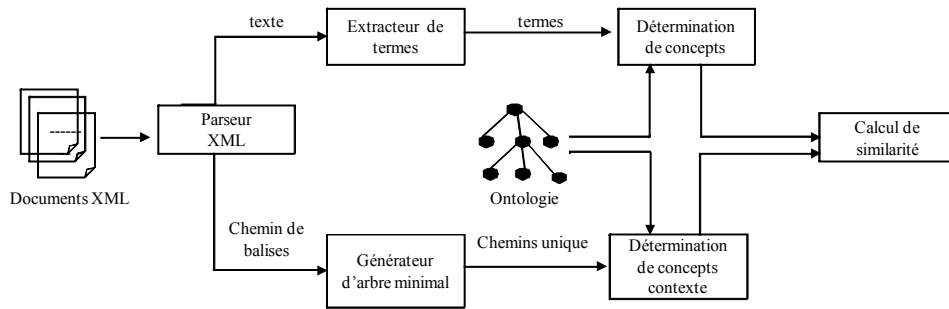 texte
Extracteur de
termes
termes
Détermination
de concepts
Parseur
XML
Calcul de
similarité
Documents XML
Ontologie
Chemin de
balises
Générateur
d'arbre minimal
Chemins unique
Détermination
de concepts
contexte